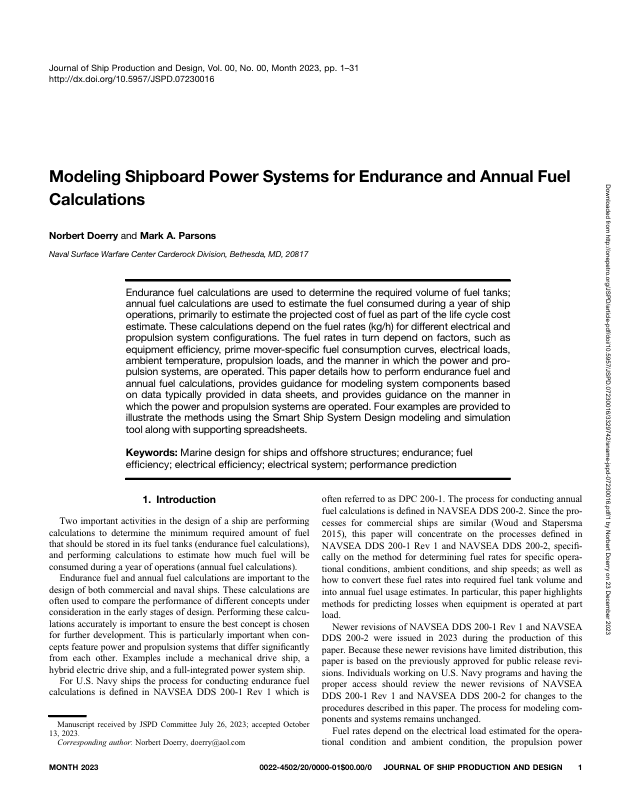 Journal of Ship Production and Design, Vol. 00, No. 00, Month 2023, pp. 1–31
http://dx.doi.org/10.5957/JSPD.07230016
Modeling Shipboard Power Systems for Endurance and Annual Fuel
Calculations
Norbert Doerry and Mark A. Parsons
Naval Surface Warfare Center Carderock Division, Bethesda, MD, 20817
Endurance fuel calculations are used to determine the required volume of fuel tanks;
annual fuel calculations are used to estimate the fuel consumed during a year of ship
operations, primarily to estimate the projected cost of fuel as part of the life cycle cost
estimate. These calculations depend on the fuel rates (kg/h) for different electrical and
propulsion system configurations. The fuel rates in turn depend on factors, such as
equipment efficiency, prime mover-specific fuel consumption curves, electrical loads,
ambient temperature, propulsion loads, and the manner in which the power and pro-
pulsion systems, are operated. This paper details how to perform endurance fuel and
annual fuel calculations, provides guidance for modeling system components based
on data typically provided in data sheets, and provides guidance on the manner in
which the power and propulsion systems are operated. Four examples are provided to
illustrate the methods using the Smart Ship System Design modeling and simulation
tool along with supporting spreadsheets.
Keywords: Marine design for ships and offshore structures; endurance; fuel
efficiency; electrical efficiency; electrical system; performance prediction
1. Introduction
Two important activities in the design of a ship are performing
calculations to determine the minimum required amount of fuel
that should be stored in its fuel tanks (endurance fuel calculations),
and performing calculations to estimate how much fuel will be
consumed during a year of operations (annual fuel calculations).
Endurance fuel and annual fuel calculations are important to the
design of both commercial and naval ships. These calculations are
often used to compare the performance of different concepts under
consideration in the early stages of design. Performing these calcu-
lations accurately is important to ensure the best concept is chosen
for further development. This is particularly important when con-
cepts feature power and propulsion systems that differ significantly
from each other. Examples include a mechanical drive ship, a
hybrid electric drive ship, and a full-integrated power system ship.
For U.S. Navy ships the process for conducting endurance fuel
calculations is defined in NAVSEA DDS 200-1 Rev 1 which is
Manuscript received by JSPD Committee July 26, 2023; accepted October
13, 2023.
Corresponding author: Norbert Doerry, doerry@aol.com
often referred to as DPC 200-1. The process for conducting annual
fuel calculations is defined in NAVSEA DDS 200-2. Since the pro-
cesses for commercial ships are similar (Woud and Stapersma
2015), this paper will concentrate on the processes defined in
NAVSEA DDS 200-1 Rev 1 and NAVSEA DDS 200-2, specifi-
cally on the method for determining fuel rates for specific opera-
tional conditions, ambient conditions, and ship speeds; as well as
how to convert these fuel rates into required fuel tank volume and
into annual fuel usage estimates. In particular, this paper highlights
methods for predicting losses when equipment is operated at part
load.
Newer revisions of NAVSEA DDS 200-1 Rev 1 and NAVSEA
DDS 200-2 were issued in 2023 during the production of this
paper. Because these newer revisions have limited distribution, this
paper is based on the previously approved for public release revi-
sions. Individuals working on U.S. Navy programs and having the
proper access should review the newer revisions of NAVSEA
DDS 200-1 Rev 1 and NAVSEA DDS 200-2 for changes to the
procedures described in this paper. The process for modeling com-
ponents and systems remains unchanged.
Fuel rates depend on the electrical load estimated for the opera-
tional condition and ambient condition, the propulsion power
MONTH 2023
0022-4502/20/0000-01$00.00/0 JOURNAL OF SHIP PRODUCTION AND DESIGN 1
Downloaded from http://onepetro.org/JSPD/article-pdf/doi/10.5957/JSPD.07230016/3329742/sname-jspd-07230016.pdf/1 by Norbert Doerry on 23 December 2023